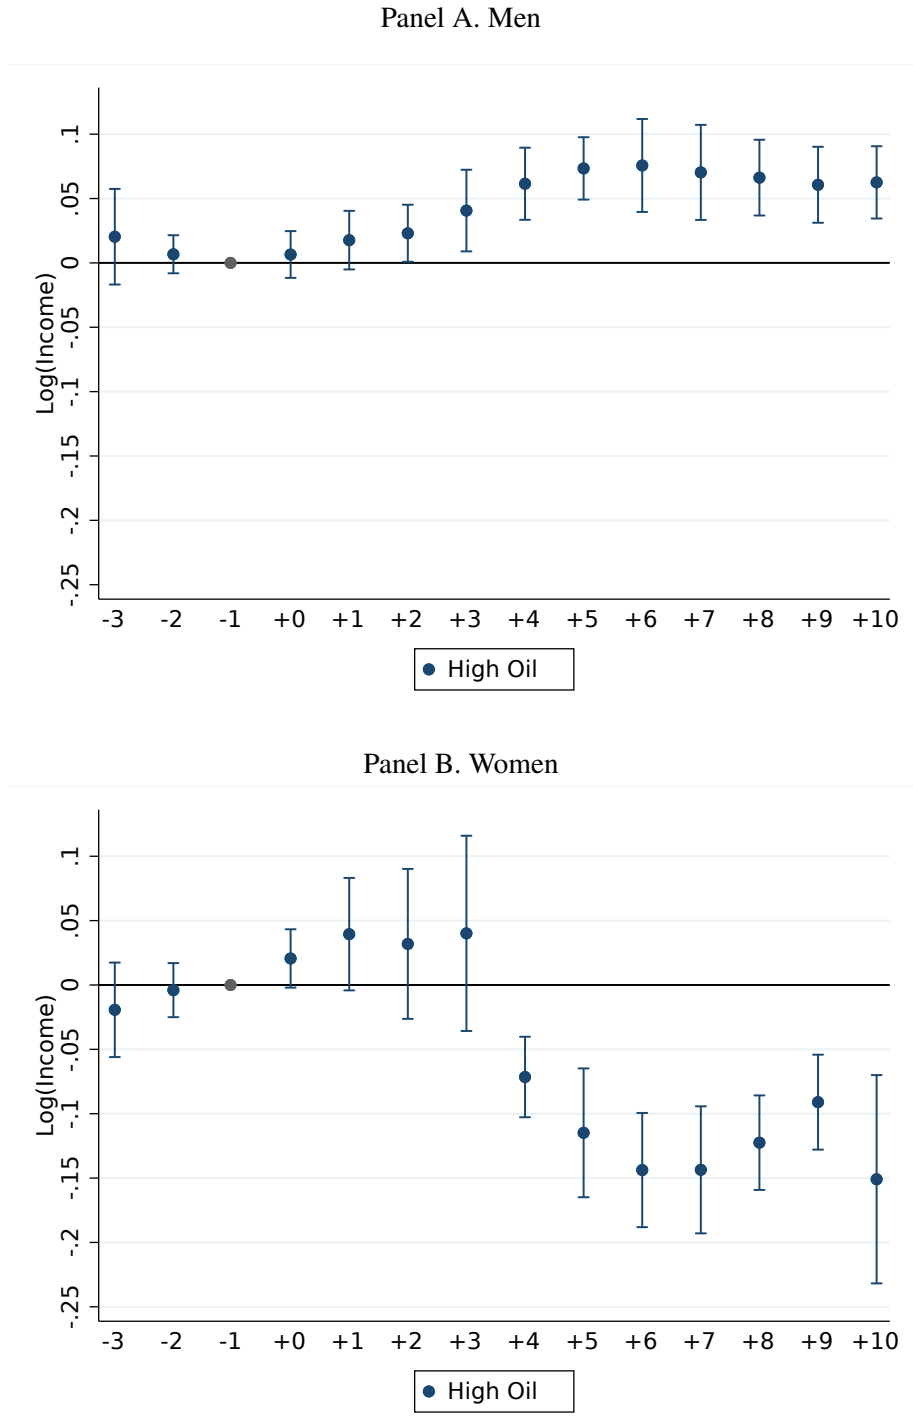 Panel A. Men
Log(Income)
.1
.05
0
-.05
-.1
-.15
-.2
-.25
-3 -2 -1 +0 +1 +2 +3 +4 +5 +6 +7 +8 +9 +10
High Oil
Panel B. Women
Log(Income)
.1
.05
0
-.05
-.1
-.15
-.2
-.25
-3 -2 -1 +0 +1 +2 +3 +4 +5 +6 +7 +8 +9 +10
High Oil